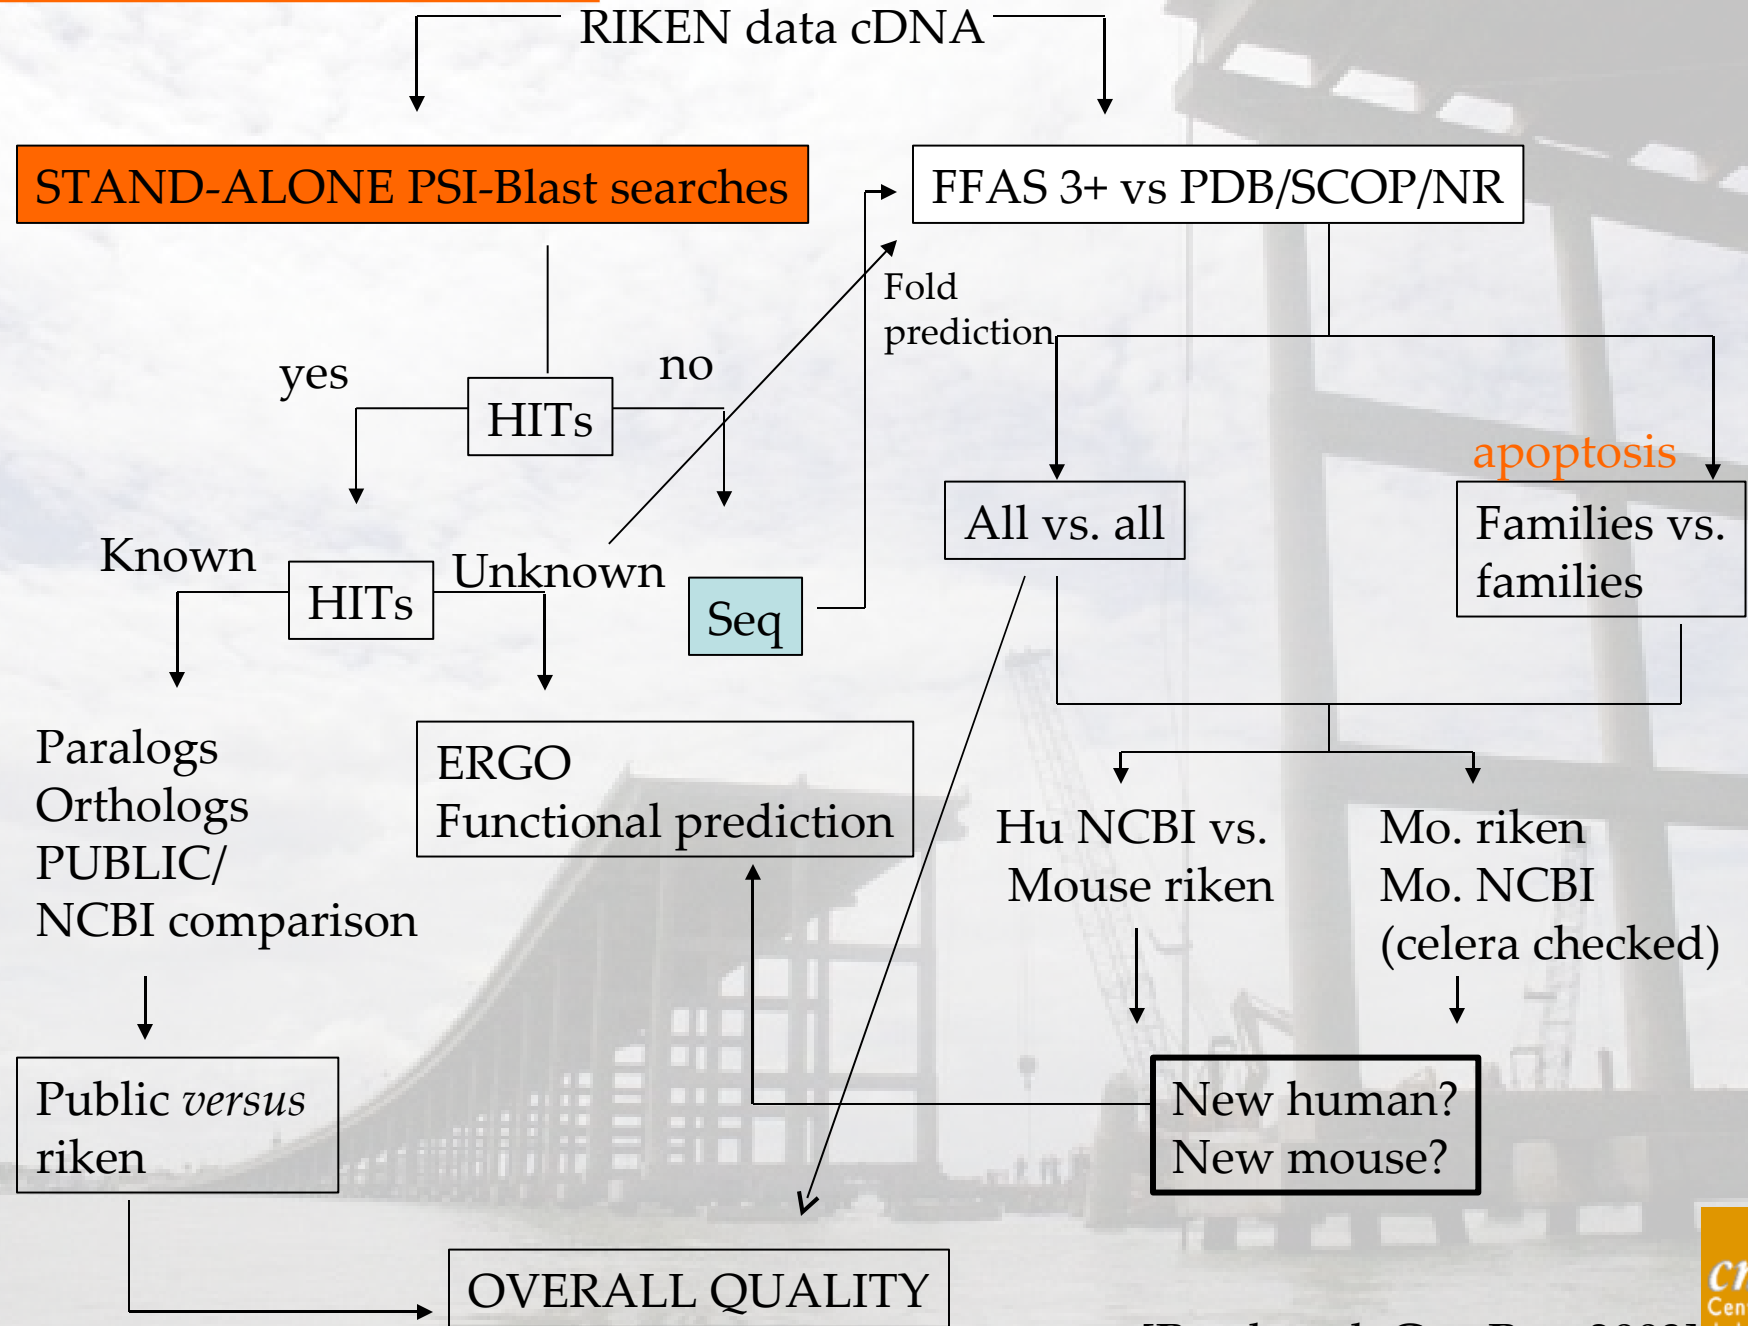 RIKEN data cDNA
STAND-ALONE PSI-Blast searches
FFAS 3+ vs PDB/SCOP/NR
Fold
prediction
yes
no
HITs
apoptosis
All vs. all
Families vs.
families
Known
HITs
Unknown
Seq
Paralogs
Orthologs
PUBLIC/
NCBI comparison
ERGO
Functional prediction
Hu NCBI vs.
Mouse riken
Mo. riken
Mo. NCBI
(celera checked)
Public versus
riken
New human?
New mouse?
OVERALL QUALITY